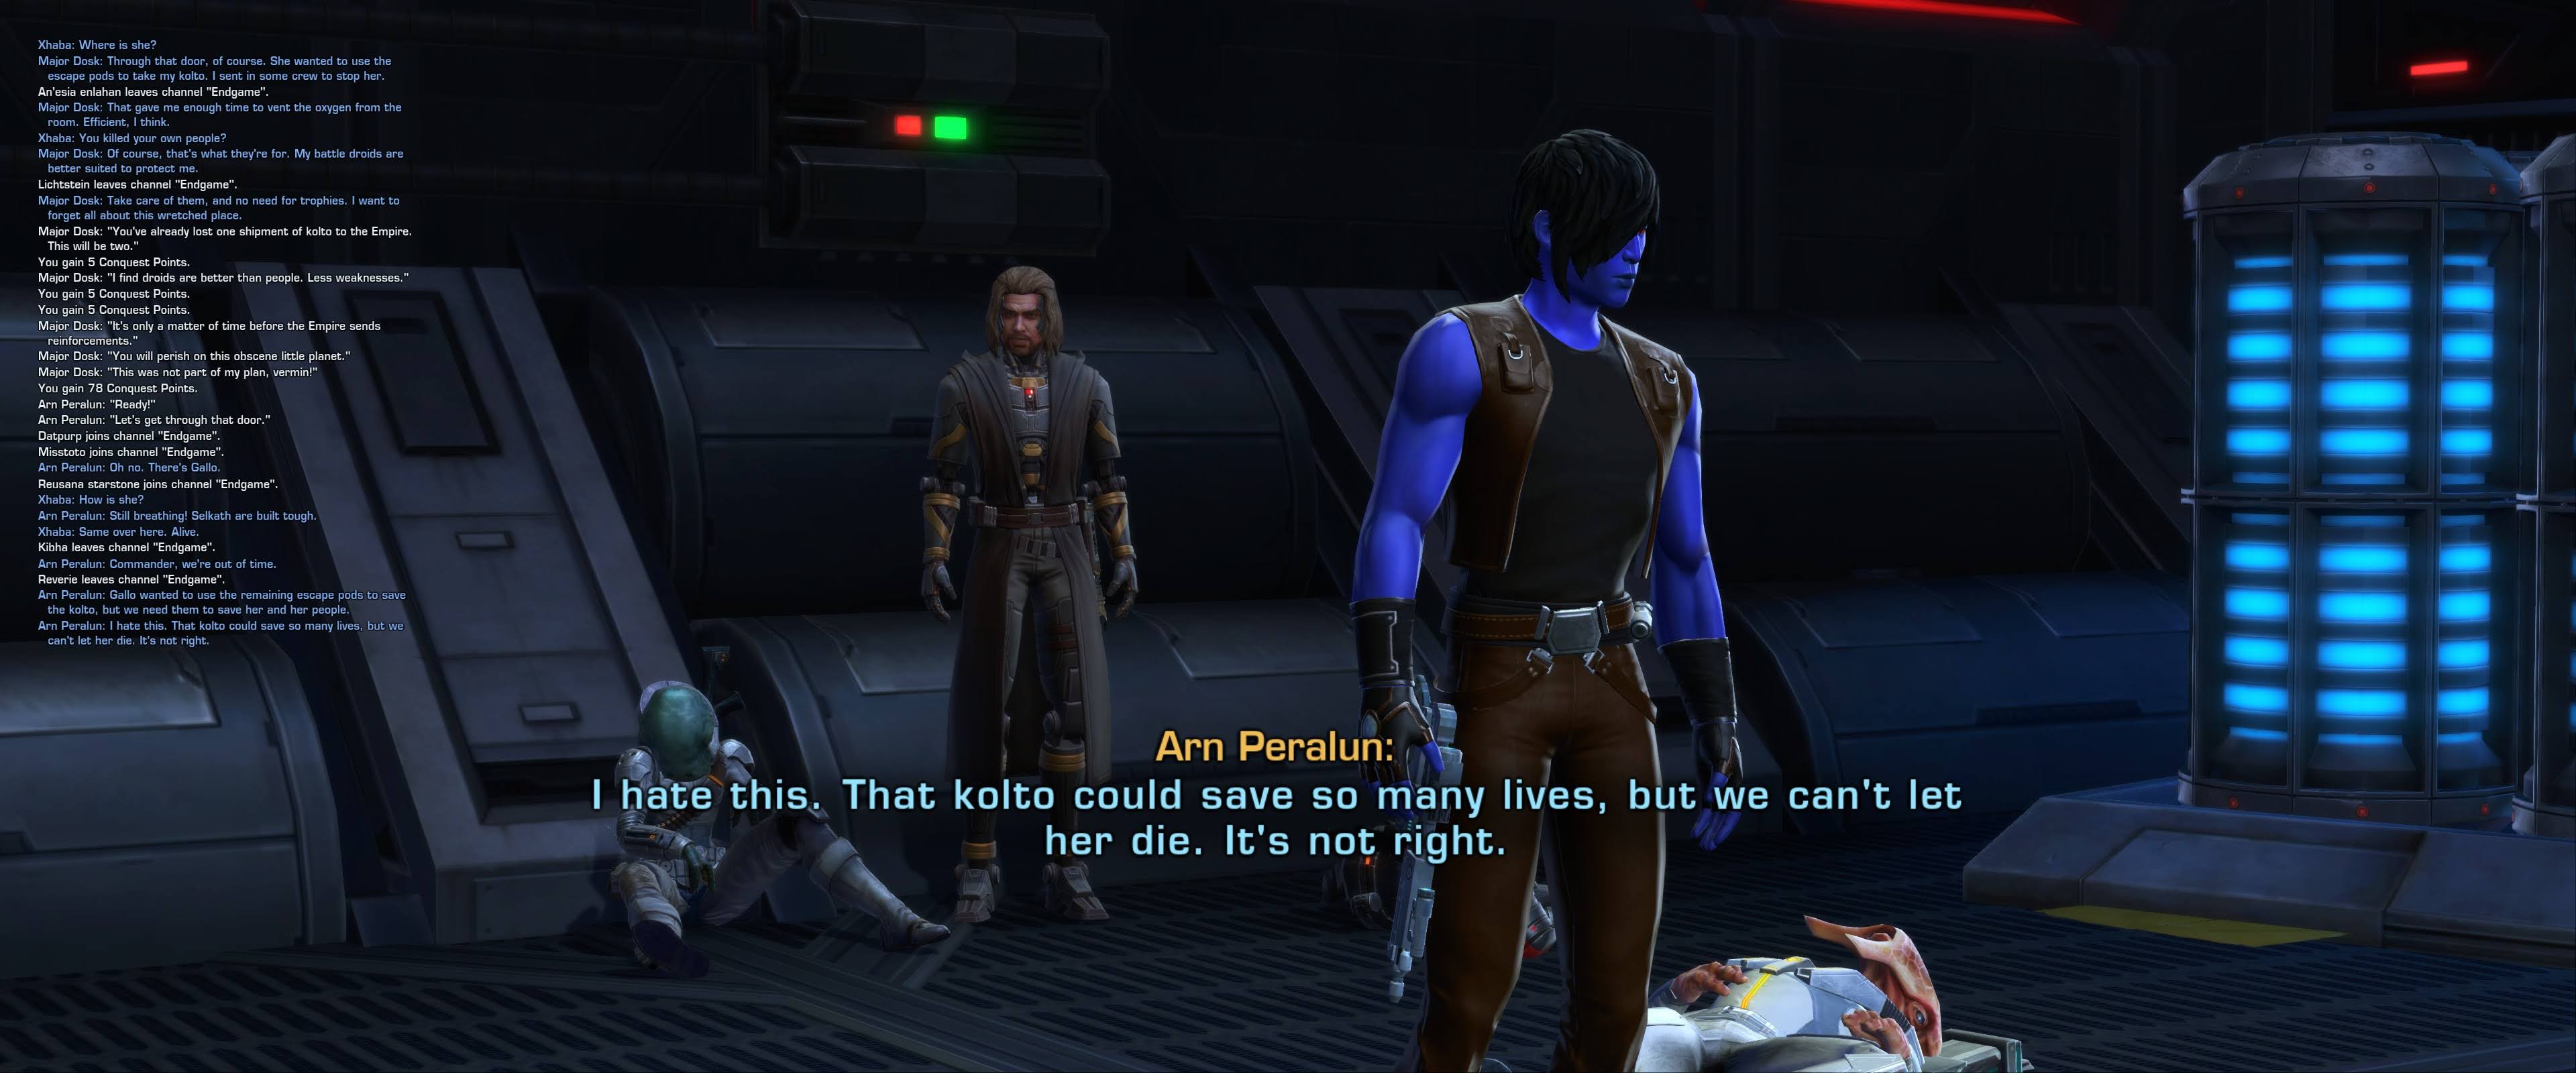 Xhaba: Where is she?
Major Dosk: Through that door, of course. She wanted to use the
escape pods to take my kolto. I sent in some crew to stop her.
An'esia enlahan leaves channel "Endgame".
Major Dosk: That gave me enough time to vent the oxygen from the
room. Efficient, I think.
Xhaba: You killed your own people?
Major Dosk: Of course, that's what they're for. My battle droids are
better suited to protect me.
Lichtstein leaves channel "Endgame".
Major Dosk: Take care of them, and no need for trophies. I want to
forget all about this wretched place.
Major Dosk: "You've already lost one shipment of kolto to the Empire.
This will be two."
You gain 5 Conquest Points.
Major Dosk: "I find droids are better than people. Less weaknesses."
You gain 5 Conquest Points.
You gain 5 Conquest Points.
Major Dosk: "It's only a matter of time before the Empire sends
reinforcements."
Major Dosk: "You will perish on this obscene little planet."
Major Dosk: "This was not part of my plan, vermin!"
You gain 78 Conquest Points.
Arn Peralun: "Ready!"
Arn Peralun: "Let's get through that door."
Datpurp joins channel "Endgame".
Misstoto joins channel "Endgame".
Arn Peralun: Oh no. There's Gallo.
Reusana starstone joins channel "Endgame".
Xhaba: How is she?
Arn Peralun: Still breathing! Selkath are built tough.
Xhaba: Same over here. Alive.
Kibha leaves channel "Endgame".
Arn Peralun: Commander, we're out of time.
Reverie leaves channel "Endgame".
Arn Peralun: Gallo wanted to use the remaining escape pods to save
the kolto, but we need them to save her and her people.
Arn Peralun: I hate this. That kolto could save so many lives, but we
can't let her die. It's not right.
Arn Peralun:
I hate this. That kolto could save so many lives, but we can't let
her die. It's not right.